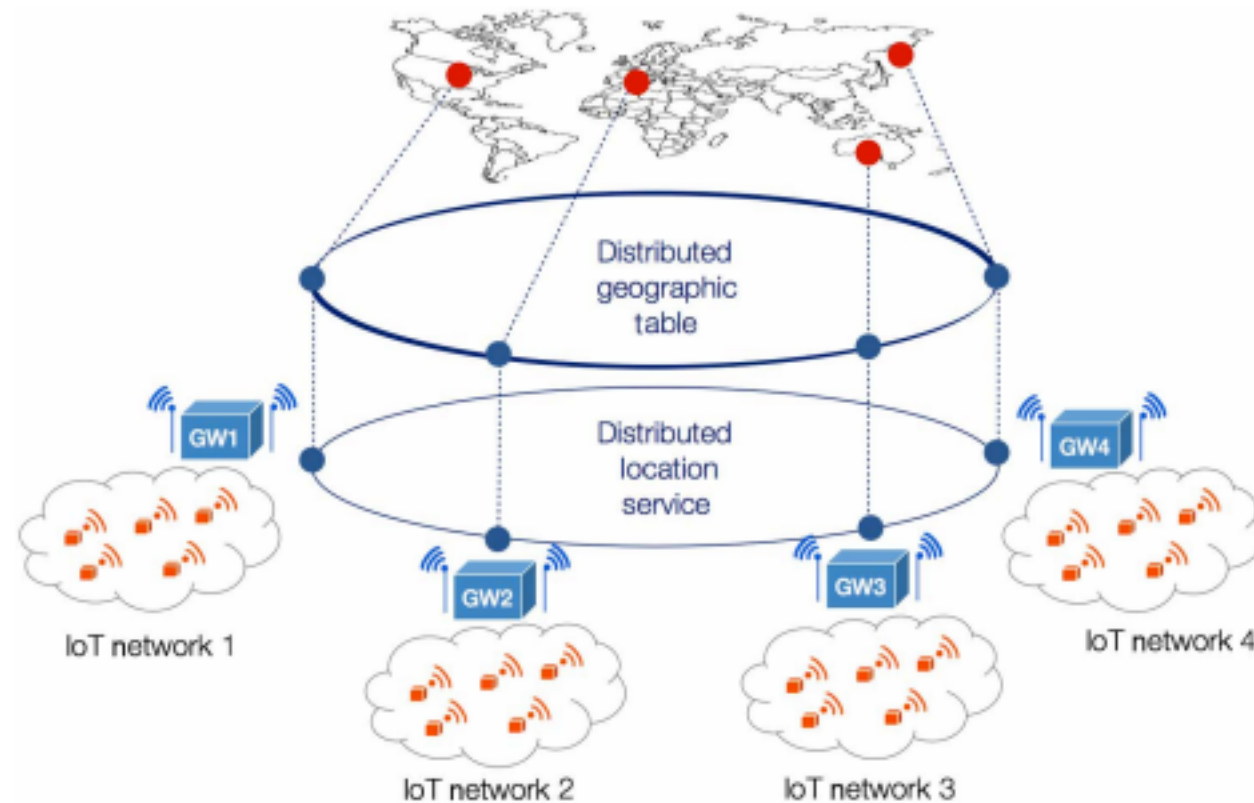 Distributed
geographic
table
Distributed
location
service
GW1
GW4
GW2
GW3
IoT network 1
IoT network 4
IoT network 2
IoT network 3